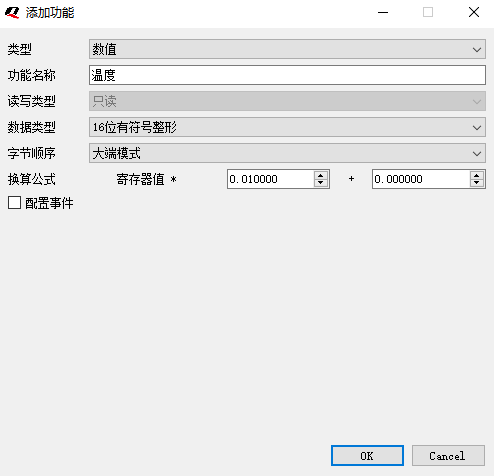 添加功能
类型 数值
功能名称 温度
读写类型 只读
数据类型 16位有符号整形
字节顺序 大端模式
换算公式 寄存器值 * 0.010000 + 0.000000
配置事件
OK Cancel